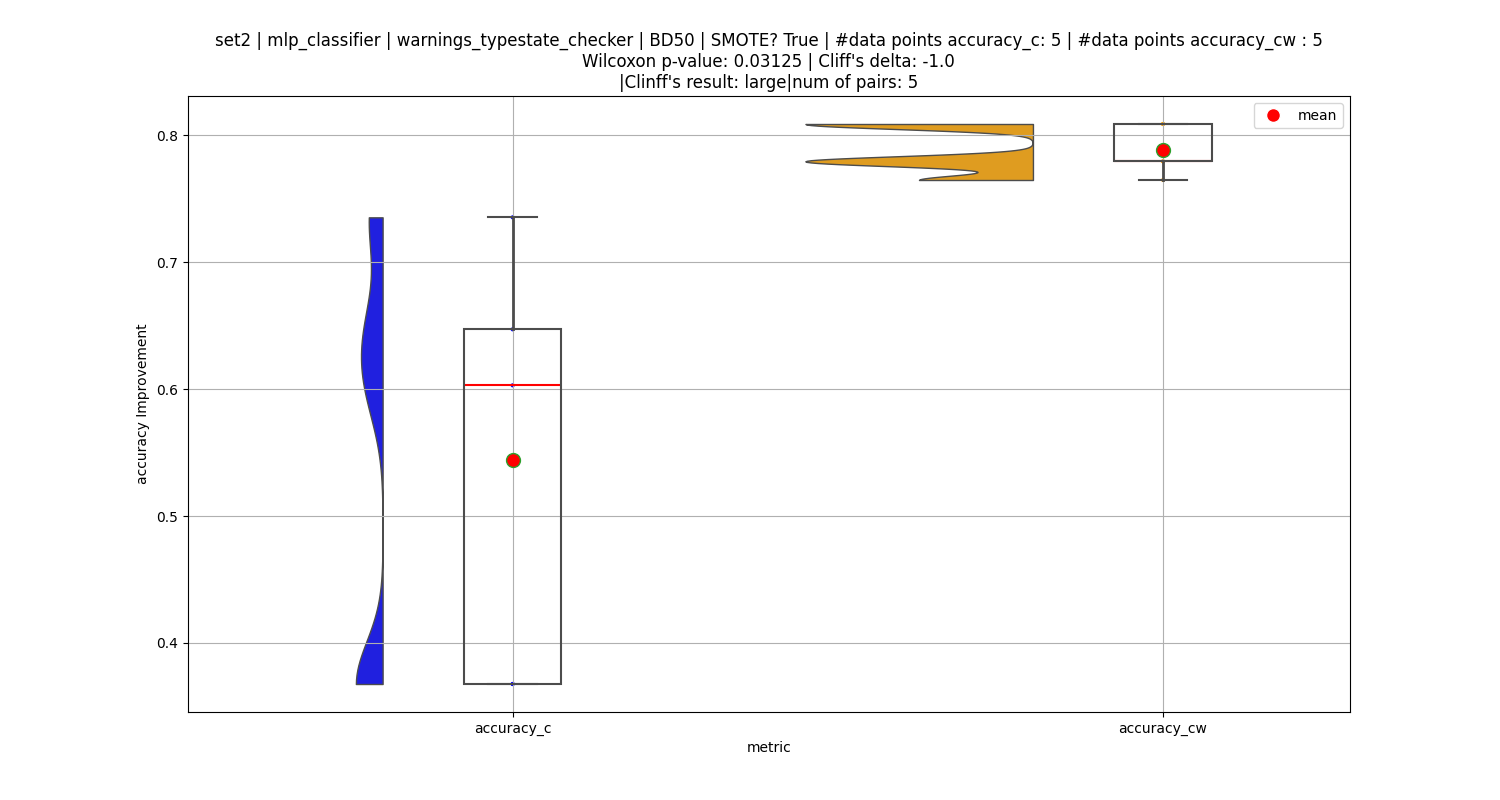 set2 | mlp_classifier | warnings_typestate_checker | BD50 | SMOTE? True | #data points accuracy_c: 5 | #data points accuracy_cw : 5
Wilcoxon p-value: 0.03125 | Cliff's delta: -1.0
|Clinff's result: large|num of pairs: 5
mean
0.8
0.7
0.6
0.5
0.4
accuracy Improvement
accuracy_c
accuracy_cw
metric